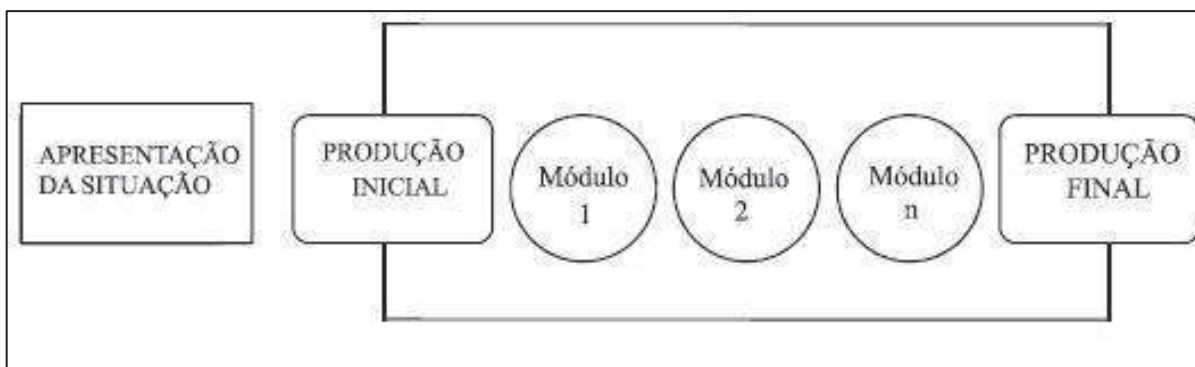 APRESENTAÇÃO
DA SITUAÇÃO
PRODUÇÃO
INICIAL
Módulo
1
Módulo
2
Módulo
n
PRODUÇÃO
FINAL